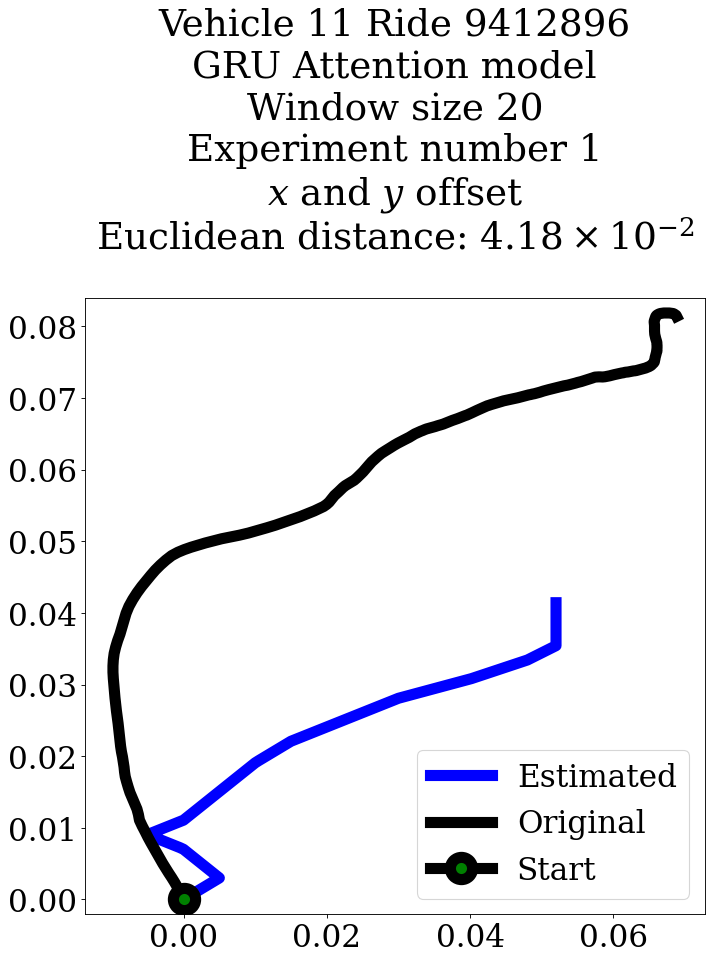 Vehicle 11 Ride 9412896
GRU Attention model
Window size 20
Experiment number 1
x and y offset
Euclidean distance: 4.18 × 10⁻²
0.08
0.07
0.06
0.05
0.04
0.03
0.02
0.01
0.00
Estimated
Original
Start
0.00 0.02 0.04 0.06